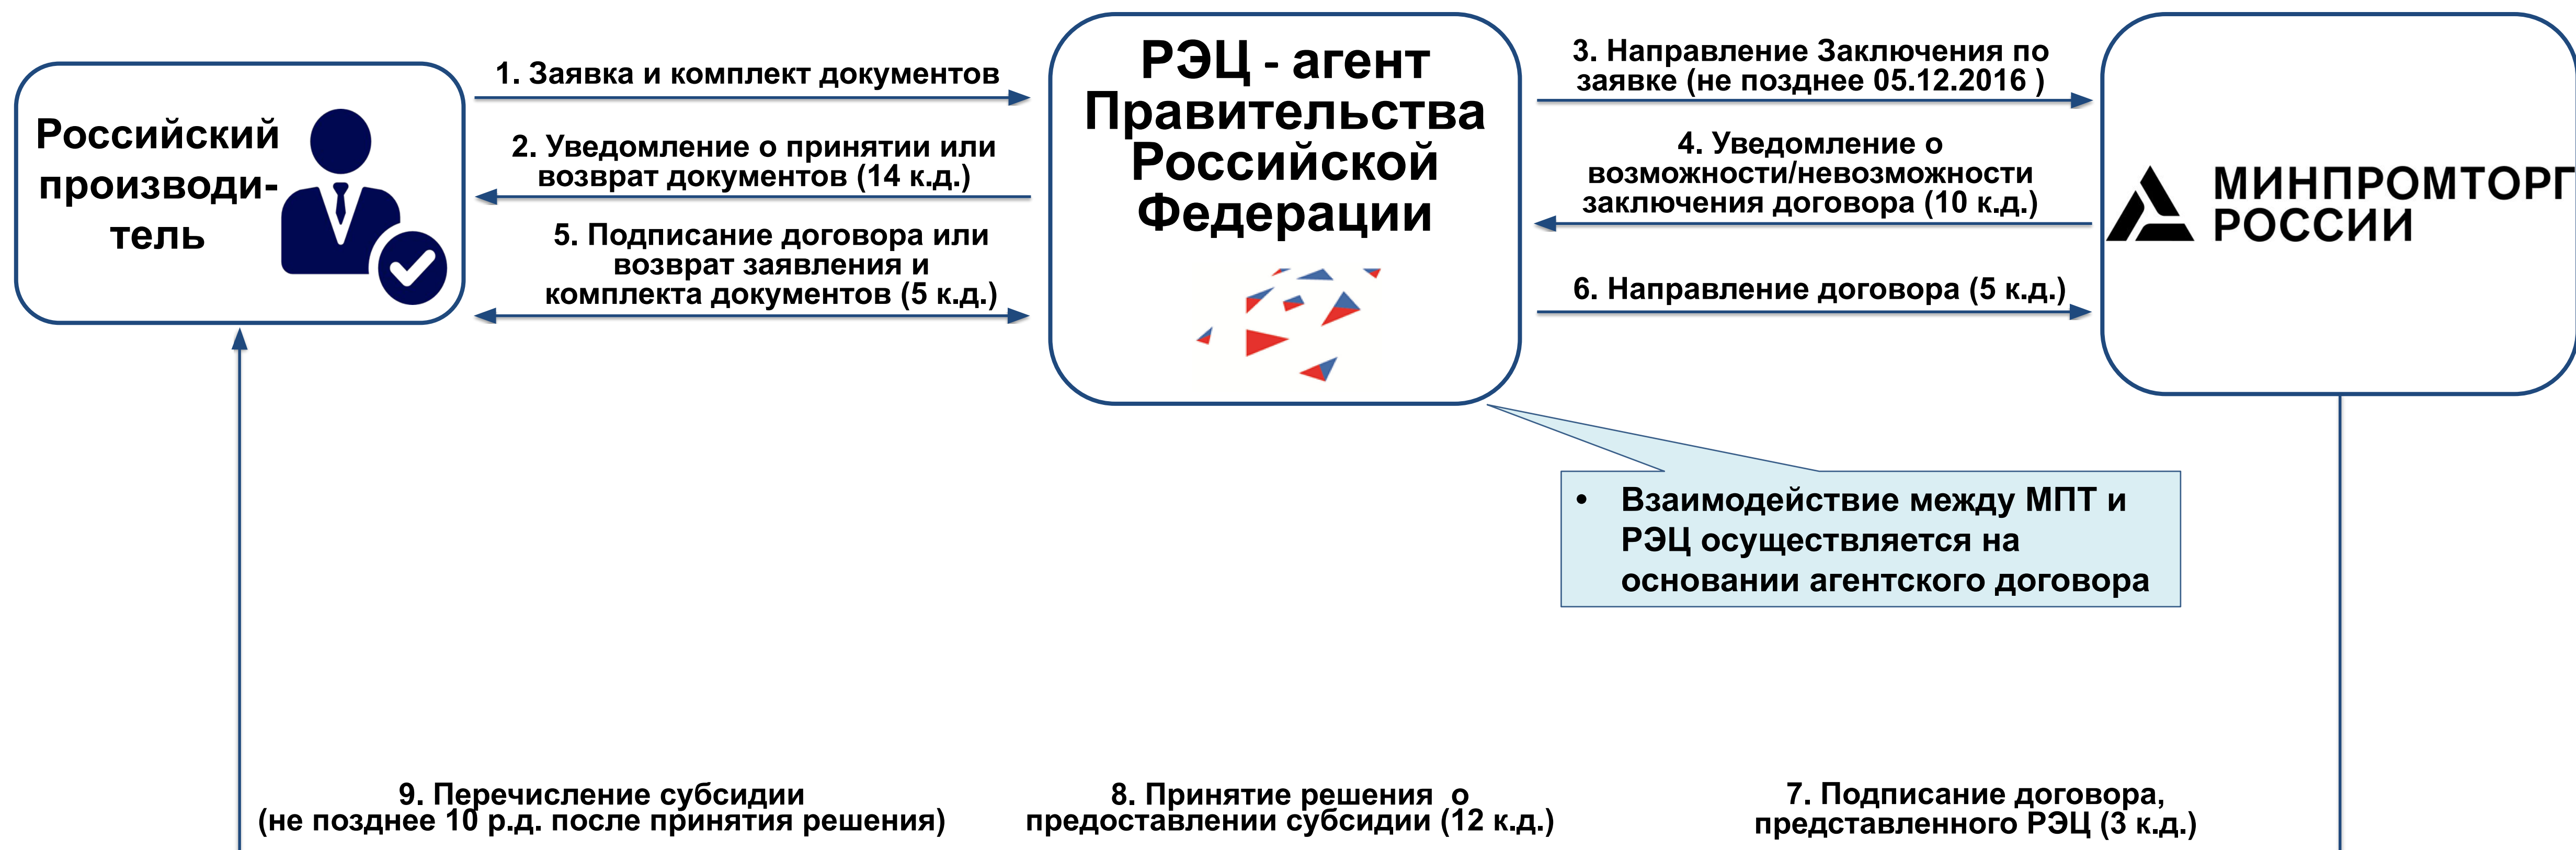 Российский
производи-
тель
1. Заявка и комплект документов
2. Уведомление о принятии или
возврат документов (14 к.д.)
5. Подписание договора или
возврат заявления и
комплекта документов (5 к.д.)
РЭЦ - агент
Правительства
Российской
Федерации
3. Направление Заключения по
заявке (не позднее 05.12.2016 )
4. Уведомление о
возможности/невозможности
заключения договора (10 к.д.)
6. Направление договора (5 к.д.)
МИНПРОМТОРГ
РОССИИ
• Взаимодействие между МПТ и
РЭЦ осуществляется на
основании агентского договора
9. Перечисление субсидии
(не позднее 10 р.д. после принятия решения)
8. Принятие решения о
предоставлении субсидии (12 к.д.)
7. Подписание договора,
представленного РЭЦ (3 к.д.)